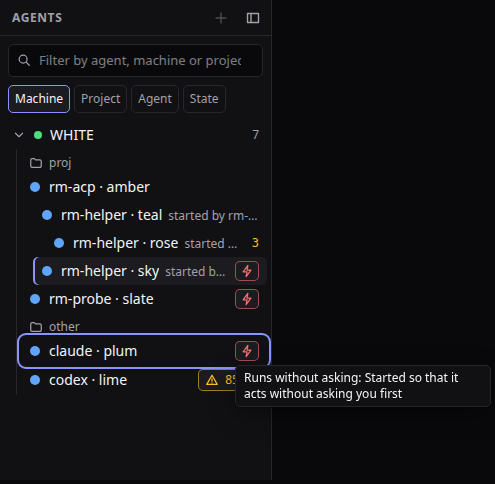 AGENTS
Filter by agent, machine or projec
Machine Project Agent State
WHITE 7
proj
rm-acp · amber
rm-helper · teal started by rm-...
rm-helper · rose started ... 3
rm-helper · sky started b...
rm-probe · slate
other
claude · plum
codex · lime
Runs without asking: Started so that it
acts without asking you first